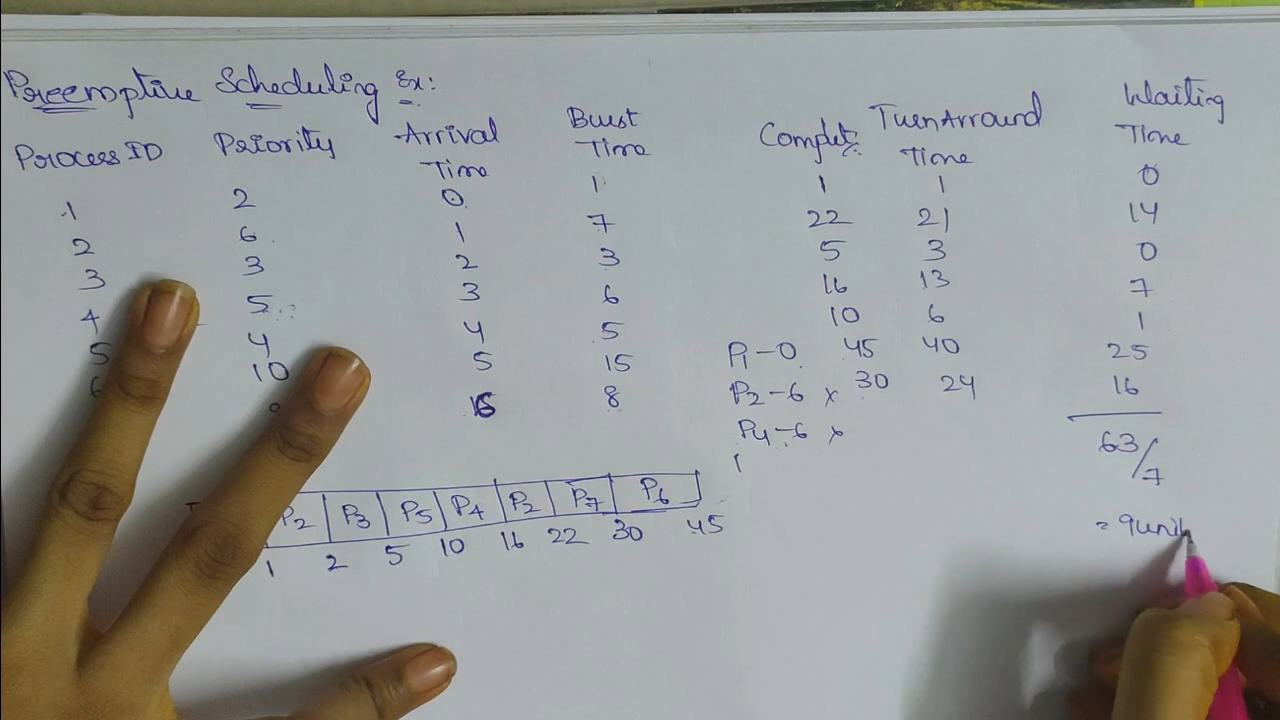 Preemptive Scheduling Ex:
Process ID Priority Arrival Time Burst Time Complet: TurnArround Time Waiting Time
1 2 0 1 1 1 0
2 6 1 7 22 21 14
3 3 2 3 5 3 0
4 5 3 6 16 13 7
5 4 4 5 10 6 1
6 10 5 15 P1-0 45 40 25
6 8 P2-6 x 30 24 16
P4-6 x
63/7
P2 P3 P5 P4 P2 P7 P6
1 2 5 10 16 22 30 45
= 9unit